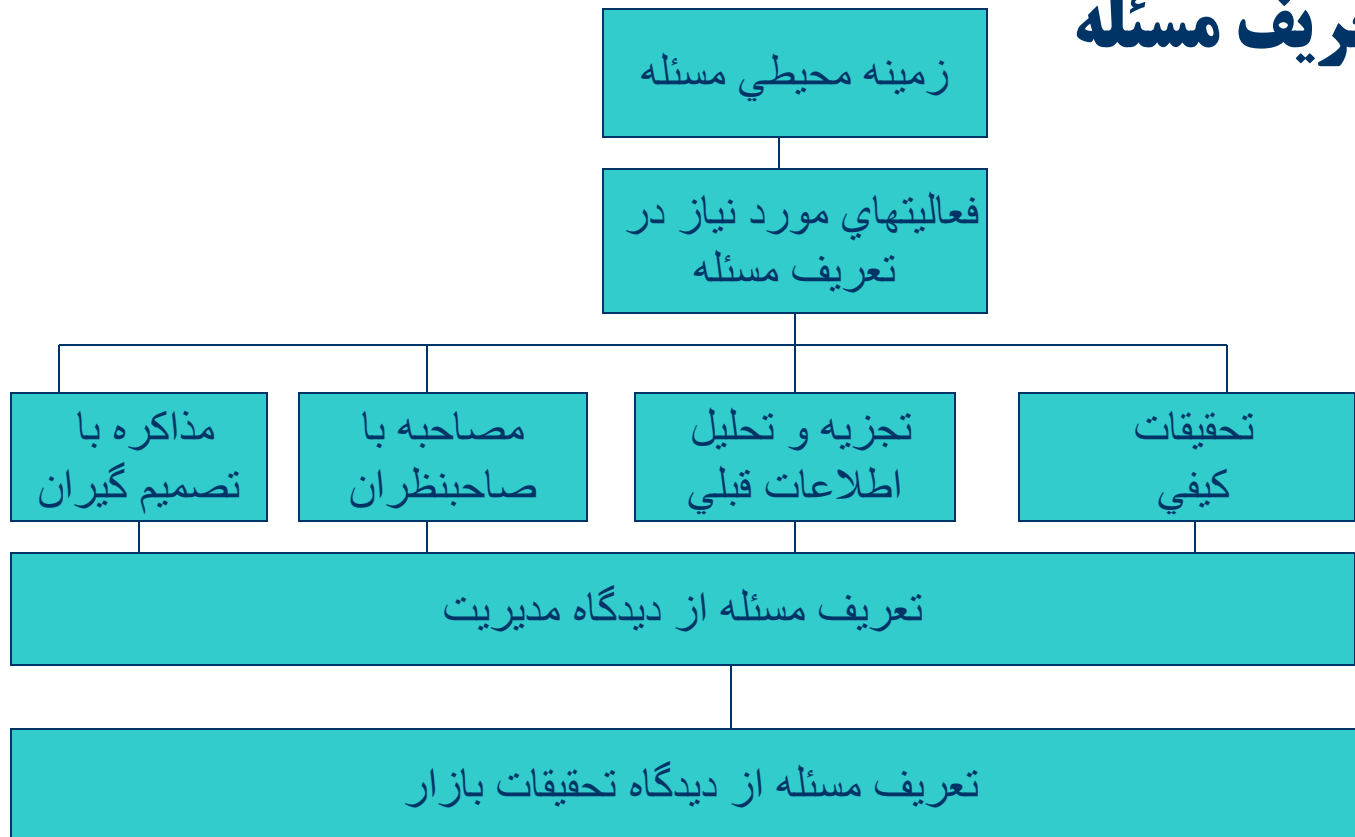 مسئله
زمينه محيطي مسئله
فعاليتهاي مورد نياز در
تعريف مسئله
تحقيقات
كيفي
تجزيه و تحليل
اطلاعات قبلي
مصاحبه با
صاحبنظران
مذاكره با
تصميم گيران
تعريف مسئله از ديدگاه مديريت
تعريف مسئله از ديدگاه تحقيقات بازار